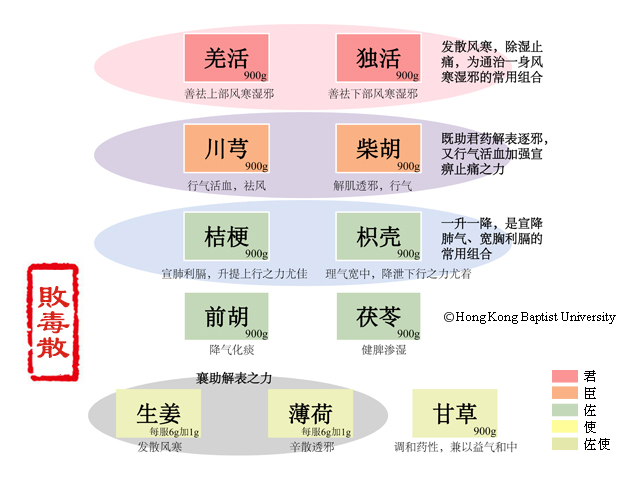 羌活
900g
善祛上部风寒湿邪
独活
900g
善祛下部风寒湿邪
发散风寒，除湿止
痛，为通治一身风
寒湿邪的常用组合
川芎
900g
行气活血，祛风
柴胡
900g
解肌透邪，行气
既助君药解表逐邪，
又行气活血加强宣
痹止痛之力
桔梗
900g
宣肺利膈，升提上行之力尤佳
枳壳
900g
理气宽中，降泄下行之力尤着
一升一降，是宣降
肺气、宽胸利膈的
常用组合
前胡
900g
降气化痰
茯苓
900g
健脾渗湿
©Hong Kong Baptist University
敗毒散
襄助解表之力
生姜
每服6g加1g
发散风寒
薄荷
每服6g加1g
辛散透邪
甘草
900g
调和药性，兼以益气和中
君
臣
佐
使
佐使